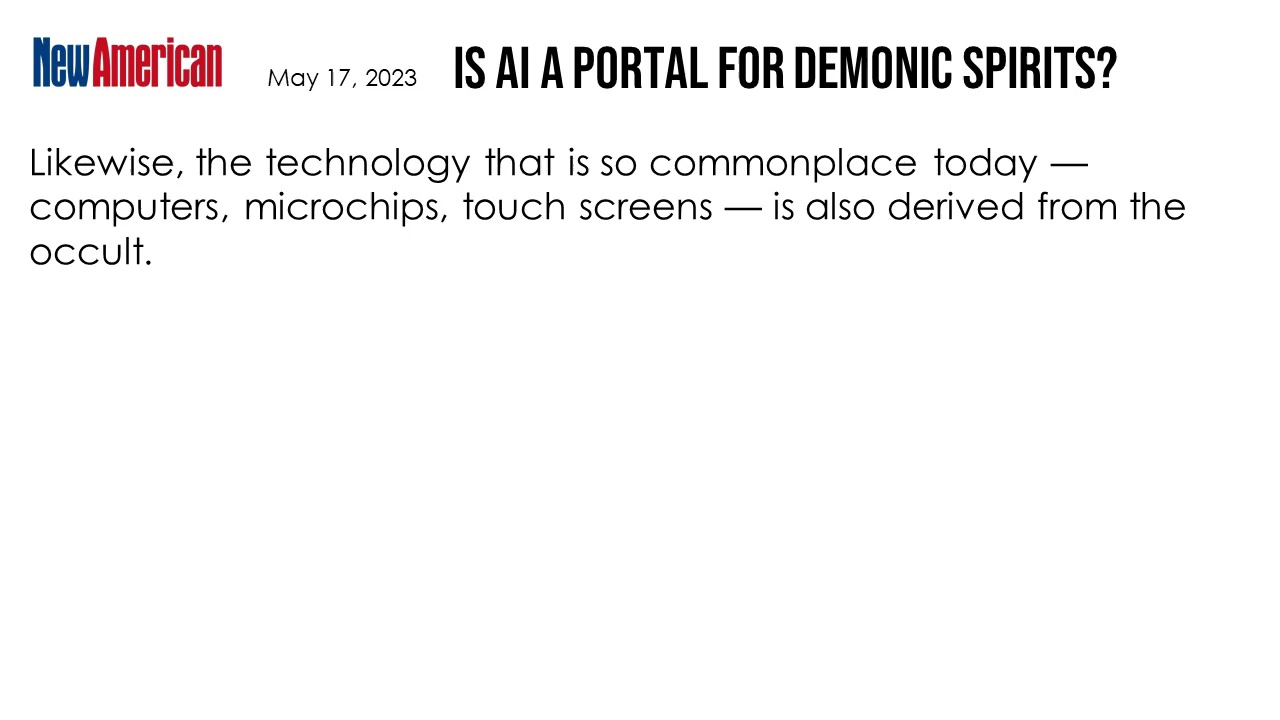 NewAmerican May 17, 2023 IS AI A PORTAL FOR DEMONIC SPIRITS?
Likewise, the technology that is so commonplace today —
computers, microchips, touch screens — is also derived from the
occult.